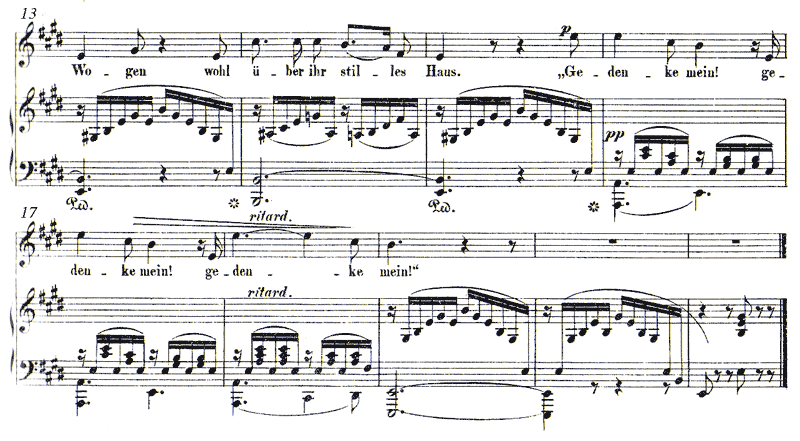 13
p
Wo - gen wohl ü - ber ihr stil - les Haus. „Ge - den - ke mein! ge -
pp
Ped. Ped.
17
ritard.
den - ke mein! ge - den - ke mein!“
ritard.